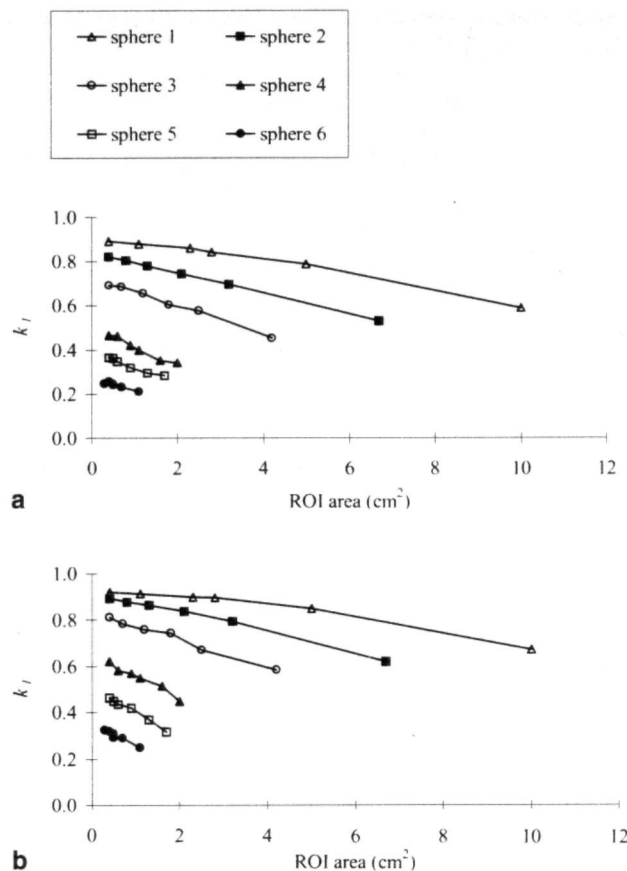 sphere 1 sphere 2
sphere 3 sphere 4
sphere 5 sphere 6
1.0
0.8
0.6
0.4
0.2
0.0
k1
0 2 4 6 8 10 12
ROI area (cm²)
a
1.0
0.8
0.6
0.4
0.2
0.0
k1
0 2 4 6 8 10 12
ROI area (cm²)
b